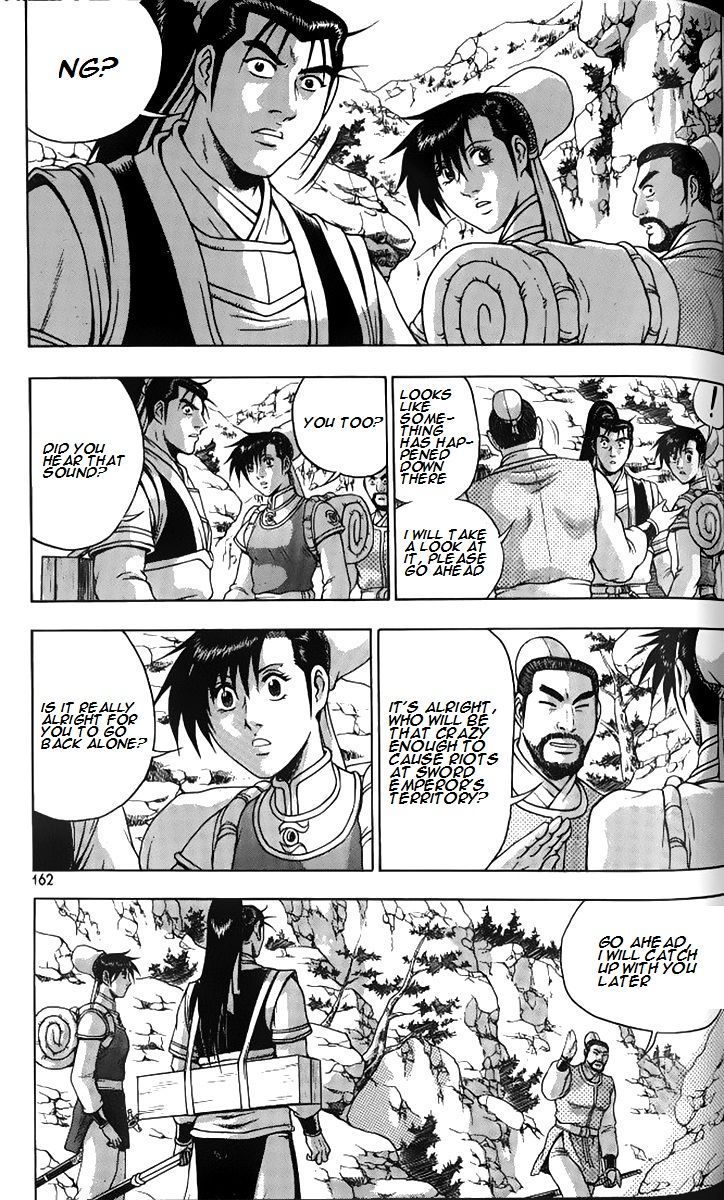 NG?
DID YOU
HEAR THAT
SOUND?
YOU TOO?
LOOKS
LIKE
SOME-
THING
HAS HAP-
PENED
DOWN
THERE
I WILL TAKE
A LOOK AT
IT, PLEASE
GO AHEAD
!
IS IT REALLY
ALRIGHT FOR
YOU TO GO
BACK ALONE?
IT'S ALRIGHT,
WHO WILL BE
THAT CRAZY
ENOUGH TO
CAUSE RIOTS
AT SWORD
EMPEROR'S
TERRITORY?
162
GO AHEAD,
I WILL CATCH
UP WITH YOU
LATER